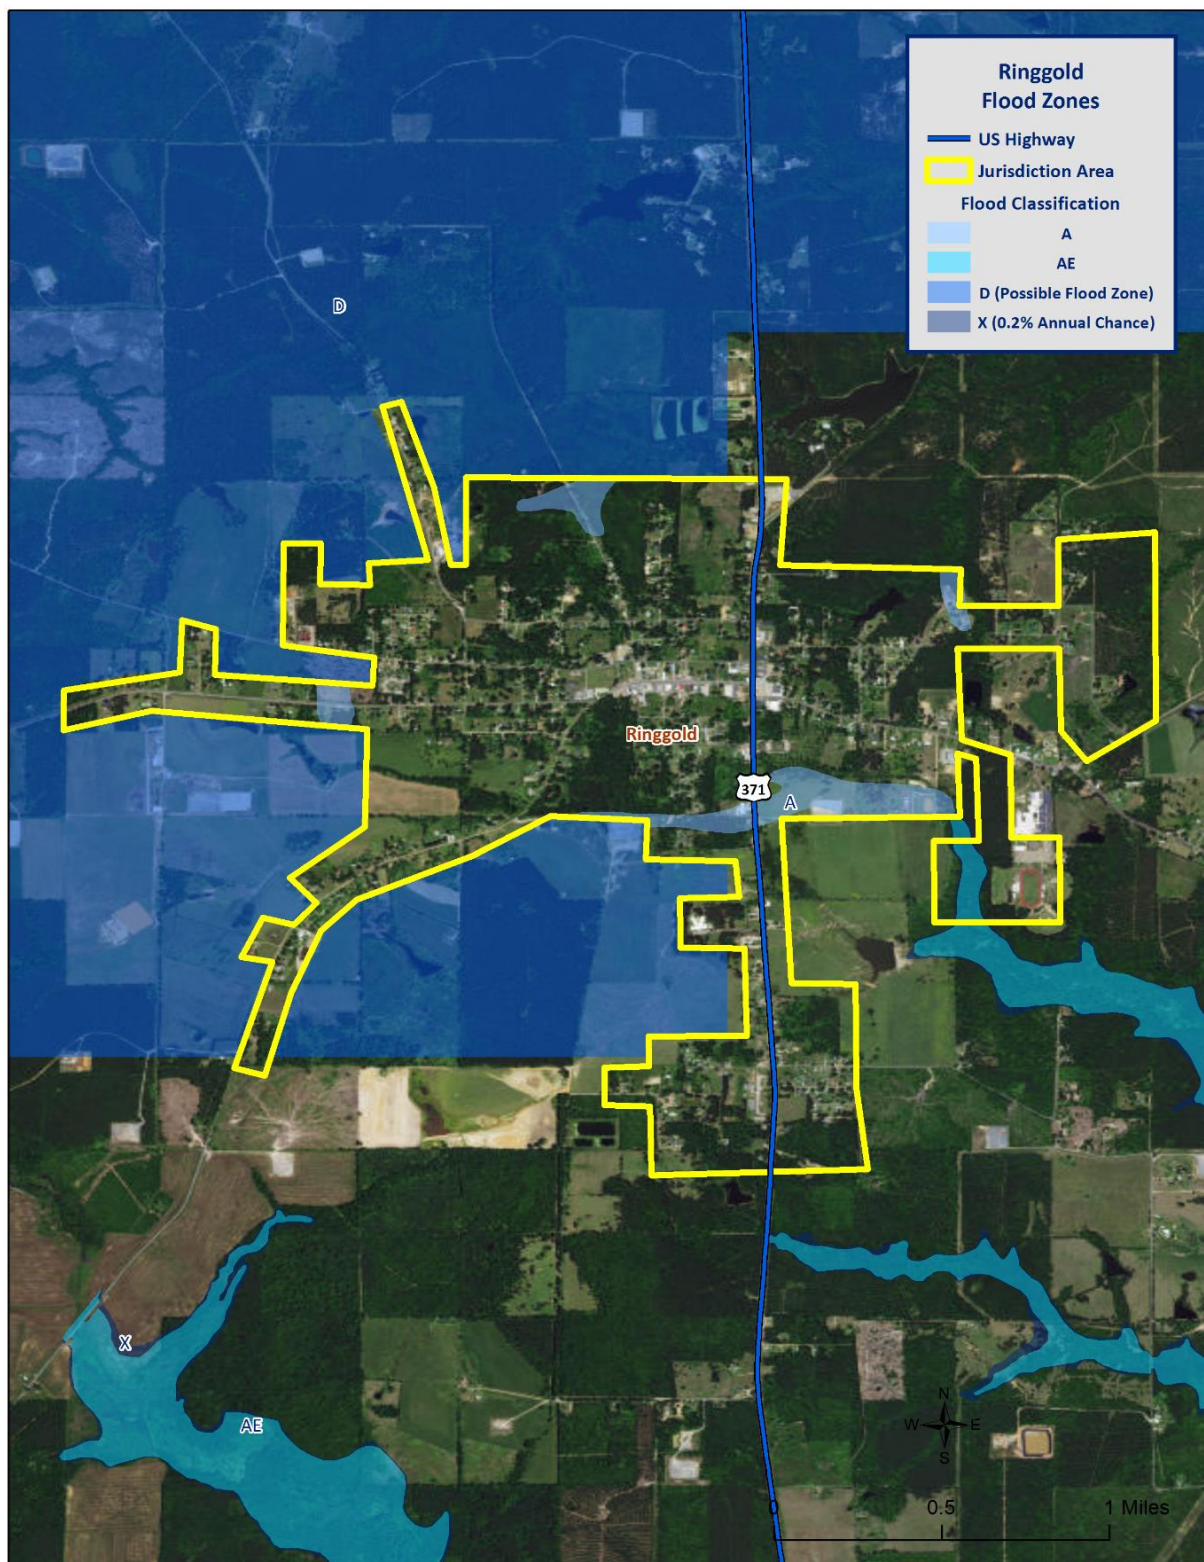 Ringgold
Flood Zones
US Highway
Jurisdiction Area
Flood Classification
A
AE
D (Possible Flood Zone)
X (0.2% Annual Chance)
D
Ringgold
371
A
X
AE
N
W E
S
0 0.5 1 Miles